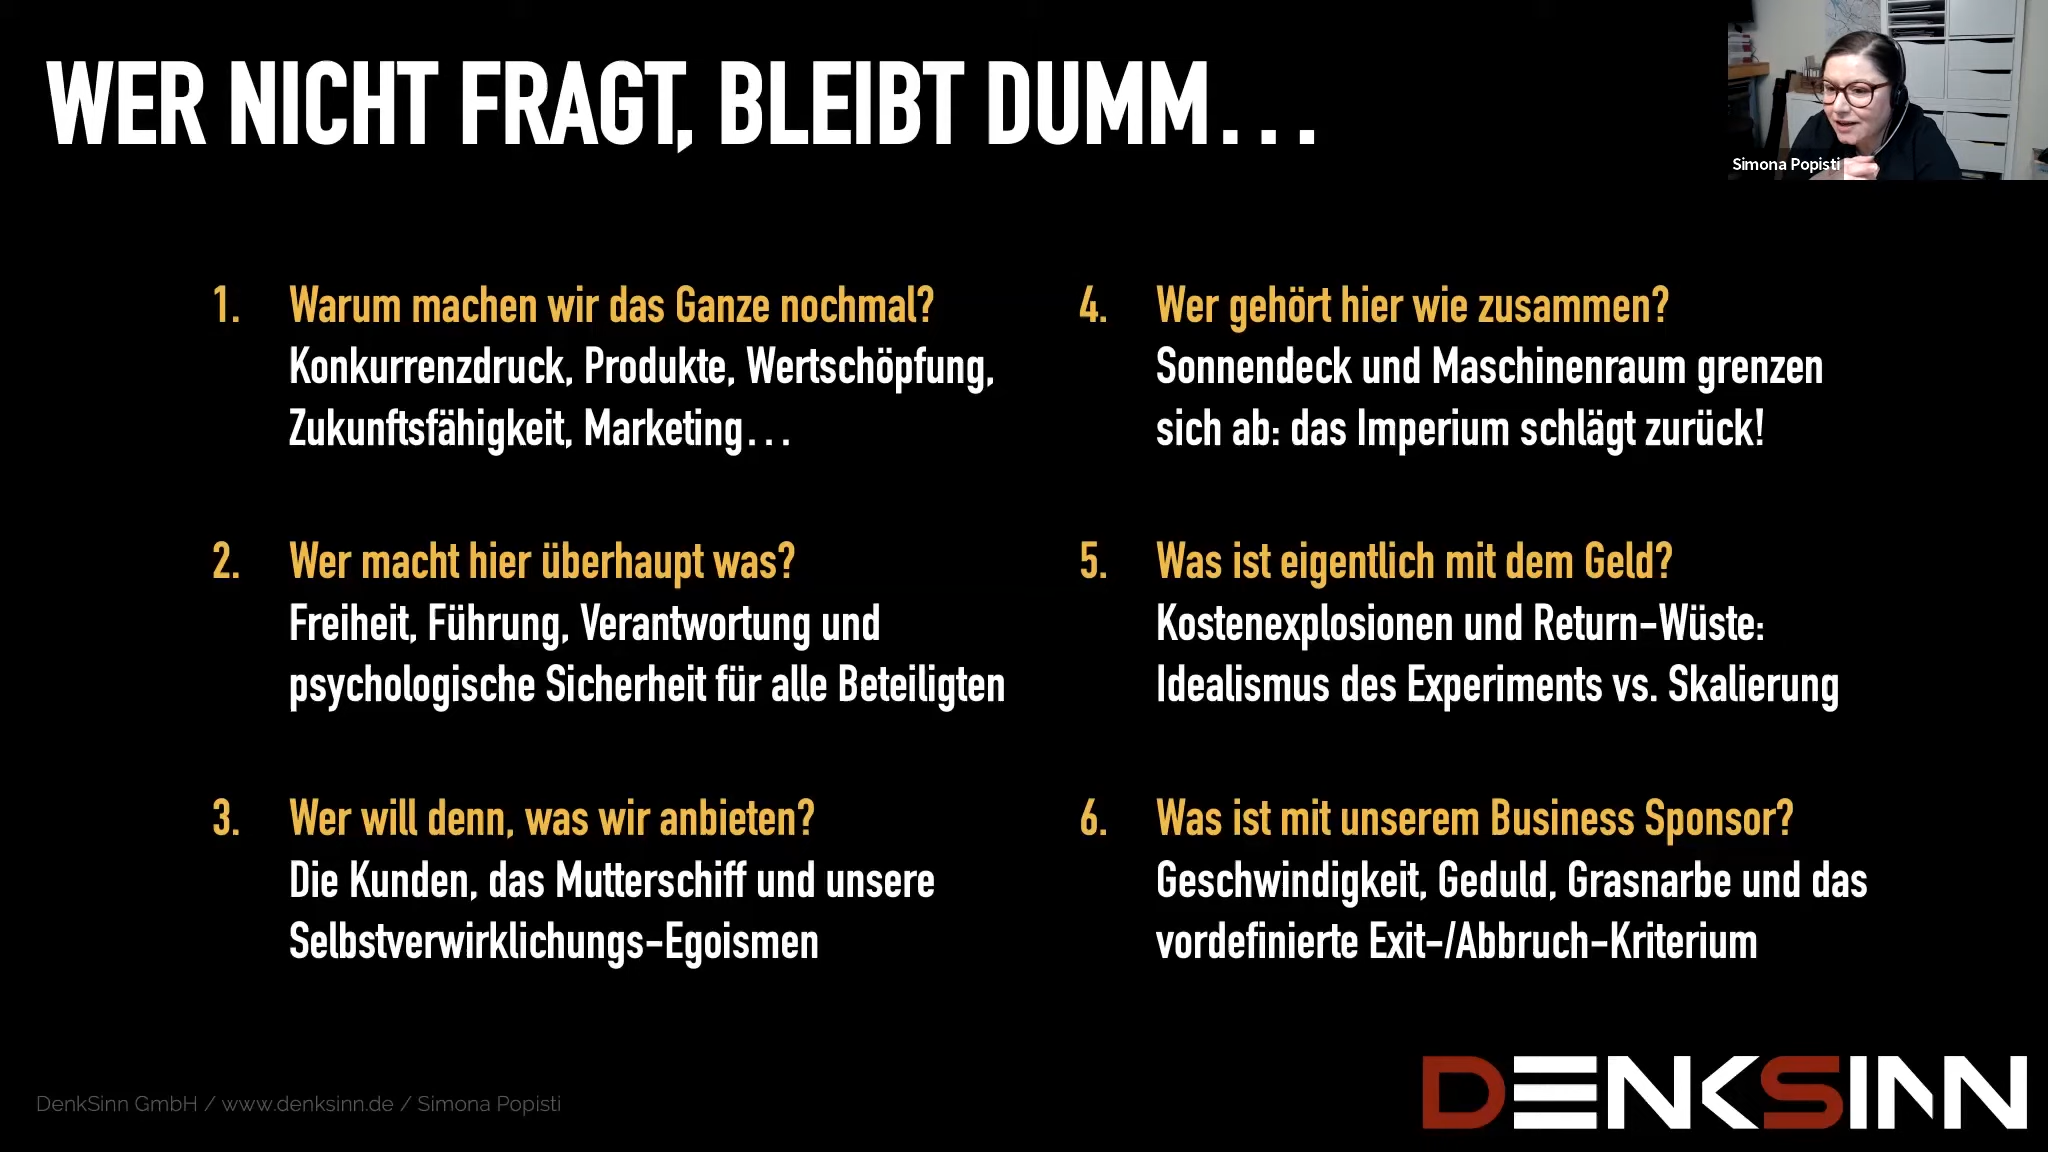 WER NICHT FRAGT, BLEIBT DUMM...
Simona Popisti
1. Warum machen wir das Ganze nochmal?
Konkurrenzdruck, Produkte, Wertschöpfung,
Zukunftsfähigkeit, Marketing...
2. Wer macht hier überhaupt was?
Freiheit, Führung, Verantwortung und
psychologische Sicherheit für alle Beteiligten
3. Wer will denn, was wir anbieten?
Die Kunden, das Mutterschiff und unsere
Selbstverwirklichungs-Egoismen
4. Wer gehört hier wie zusammen?
Sonnendeck und Maschinenraum grenzen
sich ab: das Imperium schlägt zurück!
5. Was ist eigentlich mit dem Geld?
Kostenexplosionen und Return-Wüste:
Idealismus des Experiments vs. Skalierung
6. Was ist mit unserem Business Sponsor?
Geschwindigkeit, Geduld, Grasnarbe und das
vordefinierte Exit-/Abbruch-Kriterium
DenkSinn GmbH / www.denksinn.de / Simona Popisti
DENKSINN